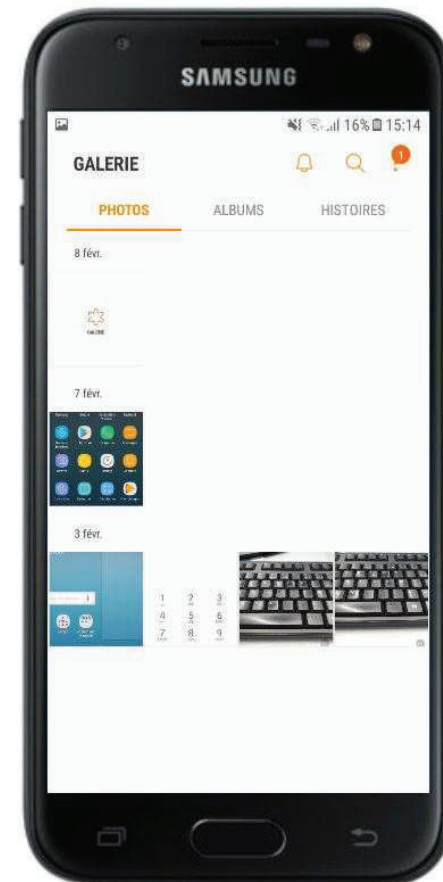 SAMSUNG
16% 15:14
GALERIE
1
PHOTOS ALBUMS HISTOIRES
8 févr.
GALERIE
7 févr.
3 févr.
1 2 3
4 5 6
7 8 9